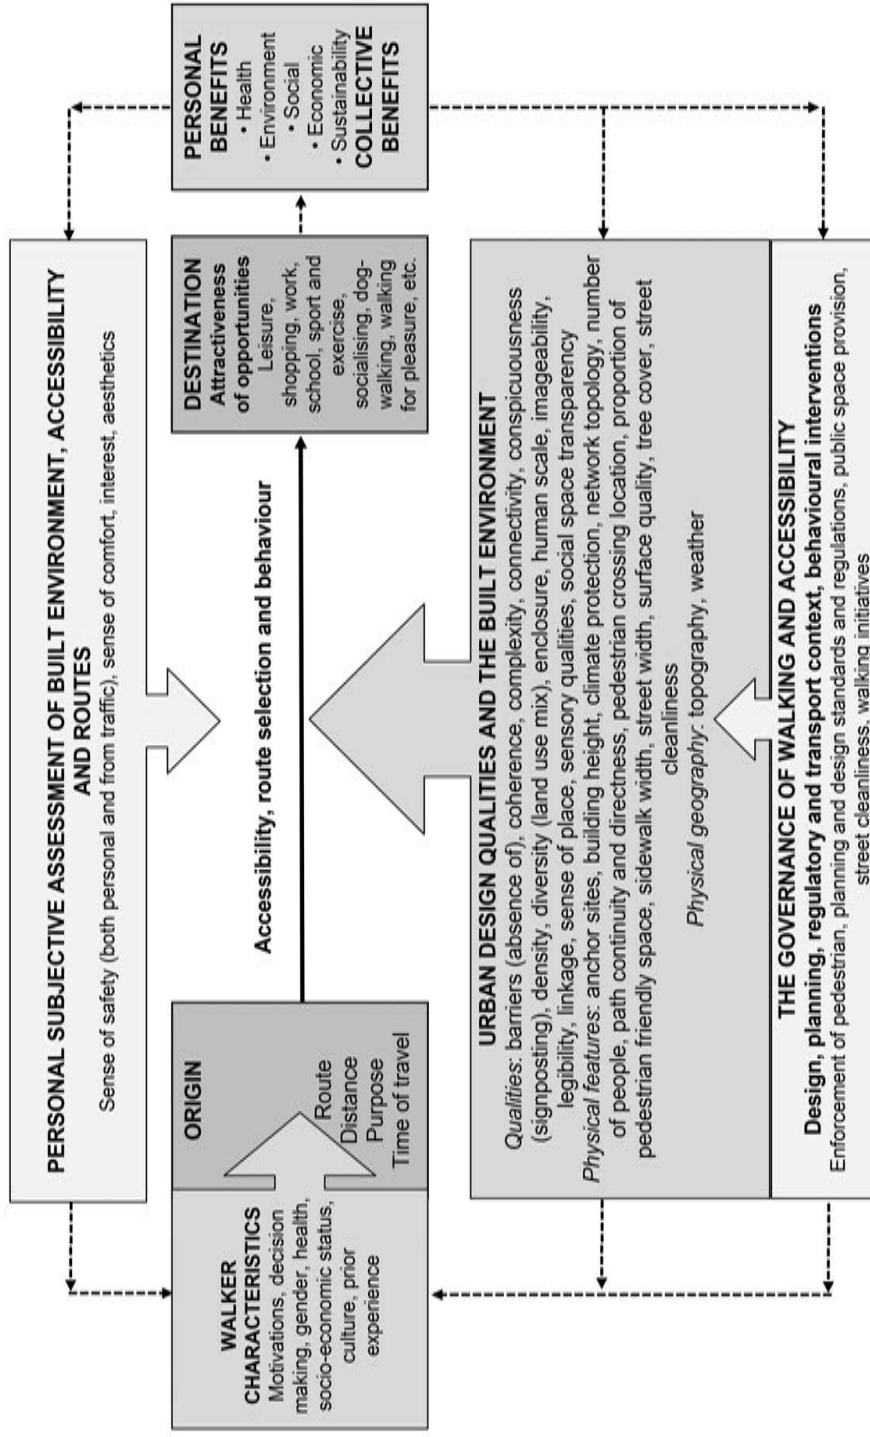 PERSONAL SUBJECTIVE ASSESSMENT OF BUILT ENVIRONMENT, ACCESSIBILITY
AND ROUTES
Sense of safety (both personal and from traffic), sense of comfort, interest, aesthetics
WALKER
CHARACTERISTICS
Motivations, decision
making, gender, health,
socio-economic status,
culture, prior
experience
ORIGIN
Route
Distance
Purpose
Time of travel
Accessibility, route selection and behaviour
DESTINATION
Attractiveness
of opportunities
Leisure,
shopping, work,
school, sport and
exercise,
socialising, dog-
walking, walking
for pleasure, etc.
PERSONAL
BENEFITS
• Health
• Environment
• Social
• Economic
• Sustainability
COLLECTIVE
BENEFITS
URBAN DESIGN QUALITIES AND THE BUILT ENVIRONMENT
Qualities: barriers (absence of), coherence, complexity, connectivity, conspicuousness
(signposting), density, diversity (land use mix), enclosure, human scale, imageability,
legibility, linkage, sense of place, sensory qualities, social space transparency
Physical features: anchor sites, building height, climate protection, network topology, number
of people, path continuity and directness, pedestrian crossing location, proportion of
pedestrian friendly space, sidewalk width, street width, surface quality, tree cover, street
cleanliness
Physical geography: topography, weather
THE GOVERNANCE OF WALKING AND ACCESSIBILITY
Design, planning, regulatory and transport context, behavioural interventions
Enforcement of pedestrian, planning and design standards and regulations, public space provision,
street cleanliness, walking initiatives